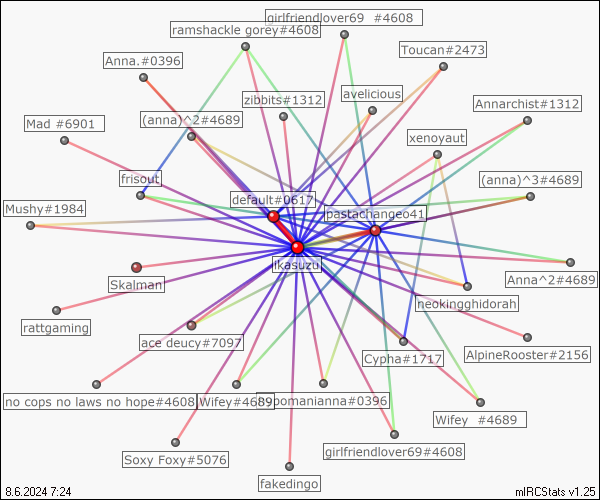 girlfriendlover69   #4608
ramshackle gorey#4608
Toucan#2473
Anna.#0396
zibbits#1312
avelicious
Annarchist#1312
Mad  #6901
(anna)^2#4689
xenoyaut
frisout
(anna)^3#4689
default#0617
Mushy#1984
pastachange041
ikasuzu
Skalman
Anna^2#4689
neokingghidorah
rattgaming
ace deucy#7097
Cypha#1717
AlpineRooster#2156
no cops no laws no hope#4608
Wifey#4689
pomanianna#0396
Wifey   #4689
Soxy Foxy#5076
girlfriendlover69#4608
fakedingo
8.6.2024 7:24
mIRCStats v1.25